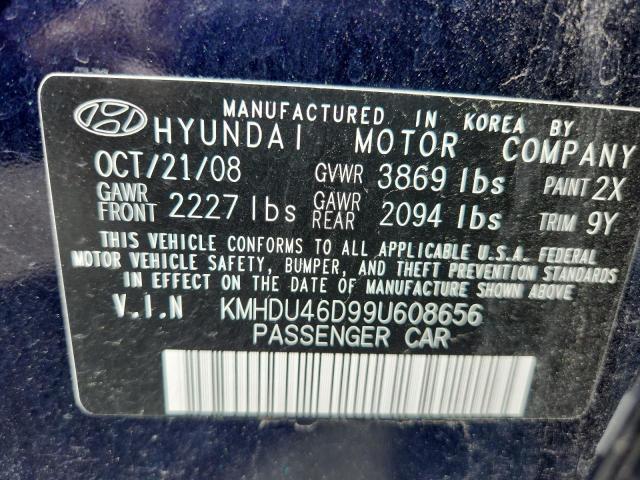 MANUFACTURED IN KOREA BY
HYUNDAI MOTOR COMPANY
OCT/21/08 GVWR 3869 lbs PAINT 2X
GAWR FRONT 2227 lbs GAWR REAR 2094 lbs TRIM 9Y
THIS VEHICLE CONFORMS TO ALL APPLICABLE U.S.A. FEDERAL
MOTOR VEHICLE SAFETY, BUMPER, AND THEFT PREVENTION STANDARDS
IN EFFECT ON THE DATE OF MANUFACTURE SHOWN ABOVE.
V.I.N KMHDU46D99U608656
PASSENGER CAR